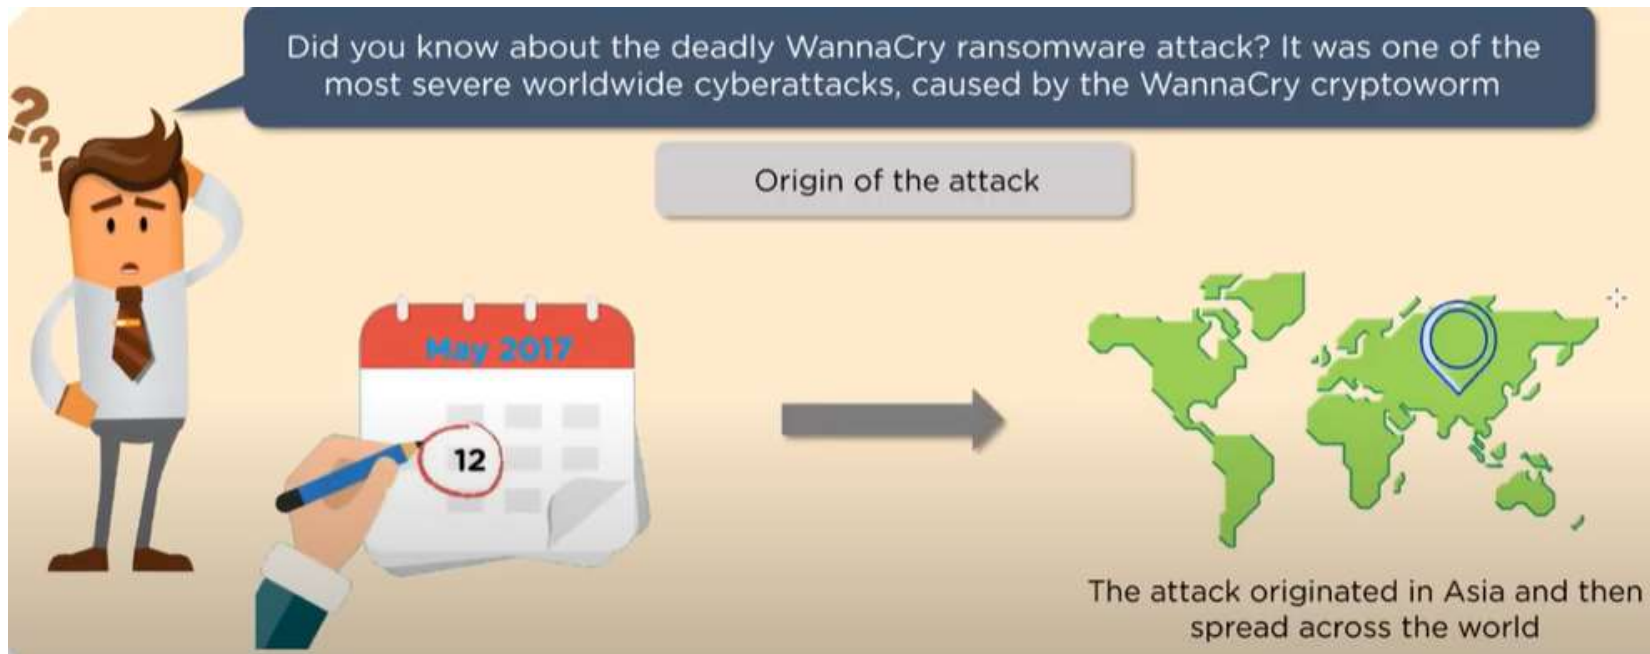 Did you know about the deadly WannaCry ransomware attack? It was one of the
most severe worldwide cyberattacks, caused by the WannaCry cryptoworm
??
Origin of the attack
May 2017
12
The attack originated in Asia and then
spread across the world